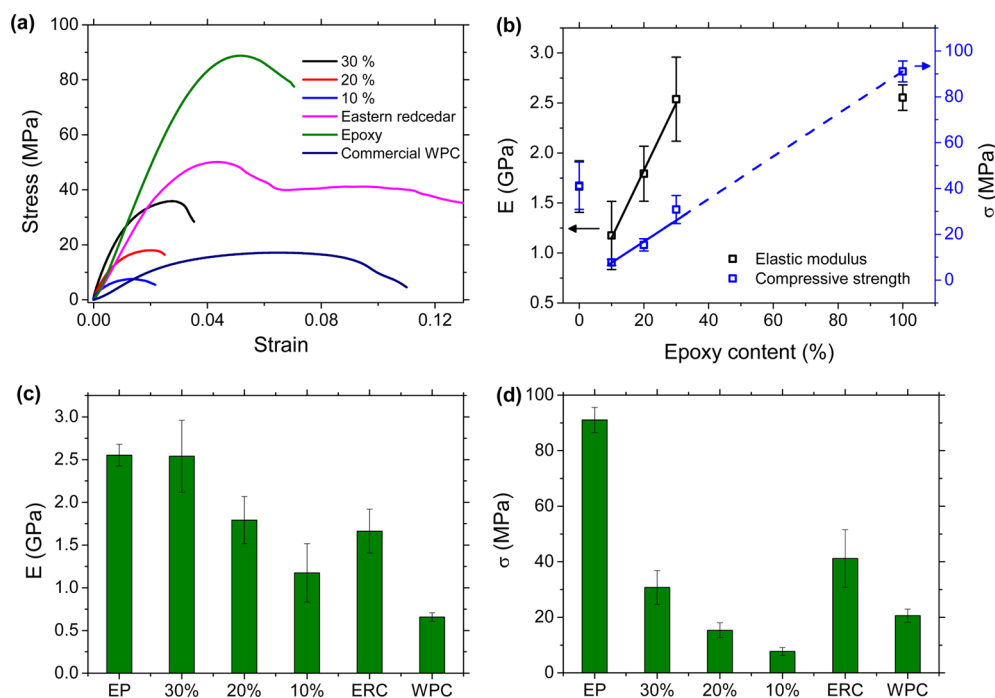 (a)
100
80
60
40
20
0
Stress (MPa)
0.00
0.04
0.08
0.12
Strain
30 %
20 %
10 %
Eastern redcedar
Epoxy
Commercial WPC
(b)
3.0
2.5
2.0
1.5
1.0
0.5
E (GPa)
0
20
40
60
80
100
Epoxy content (%)
100
80
60
40
20
0
σ (MPa)
Elastic modulus
Compressive strength
(c)
3.0
2.5
2.0
1.5
1.0
0.5
0.0
E (GPa)
EP
30%
20%
10%
ERC
WPC
(d)
100
80
60
40
20
0
σ (MPa)
EP
30%
20%
10%
ERC
WPC